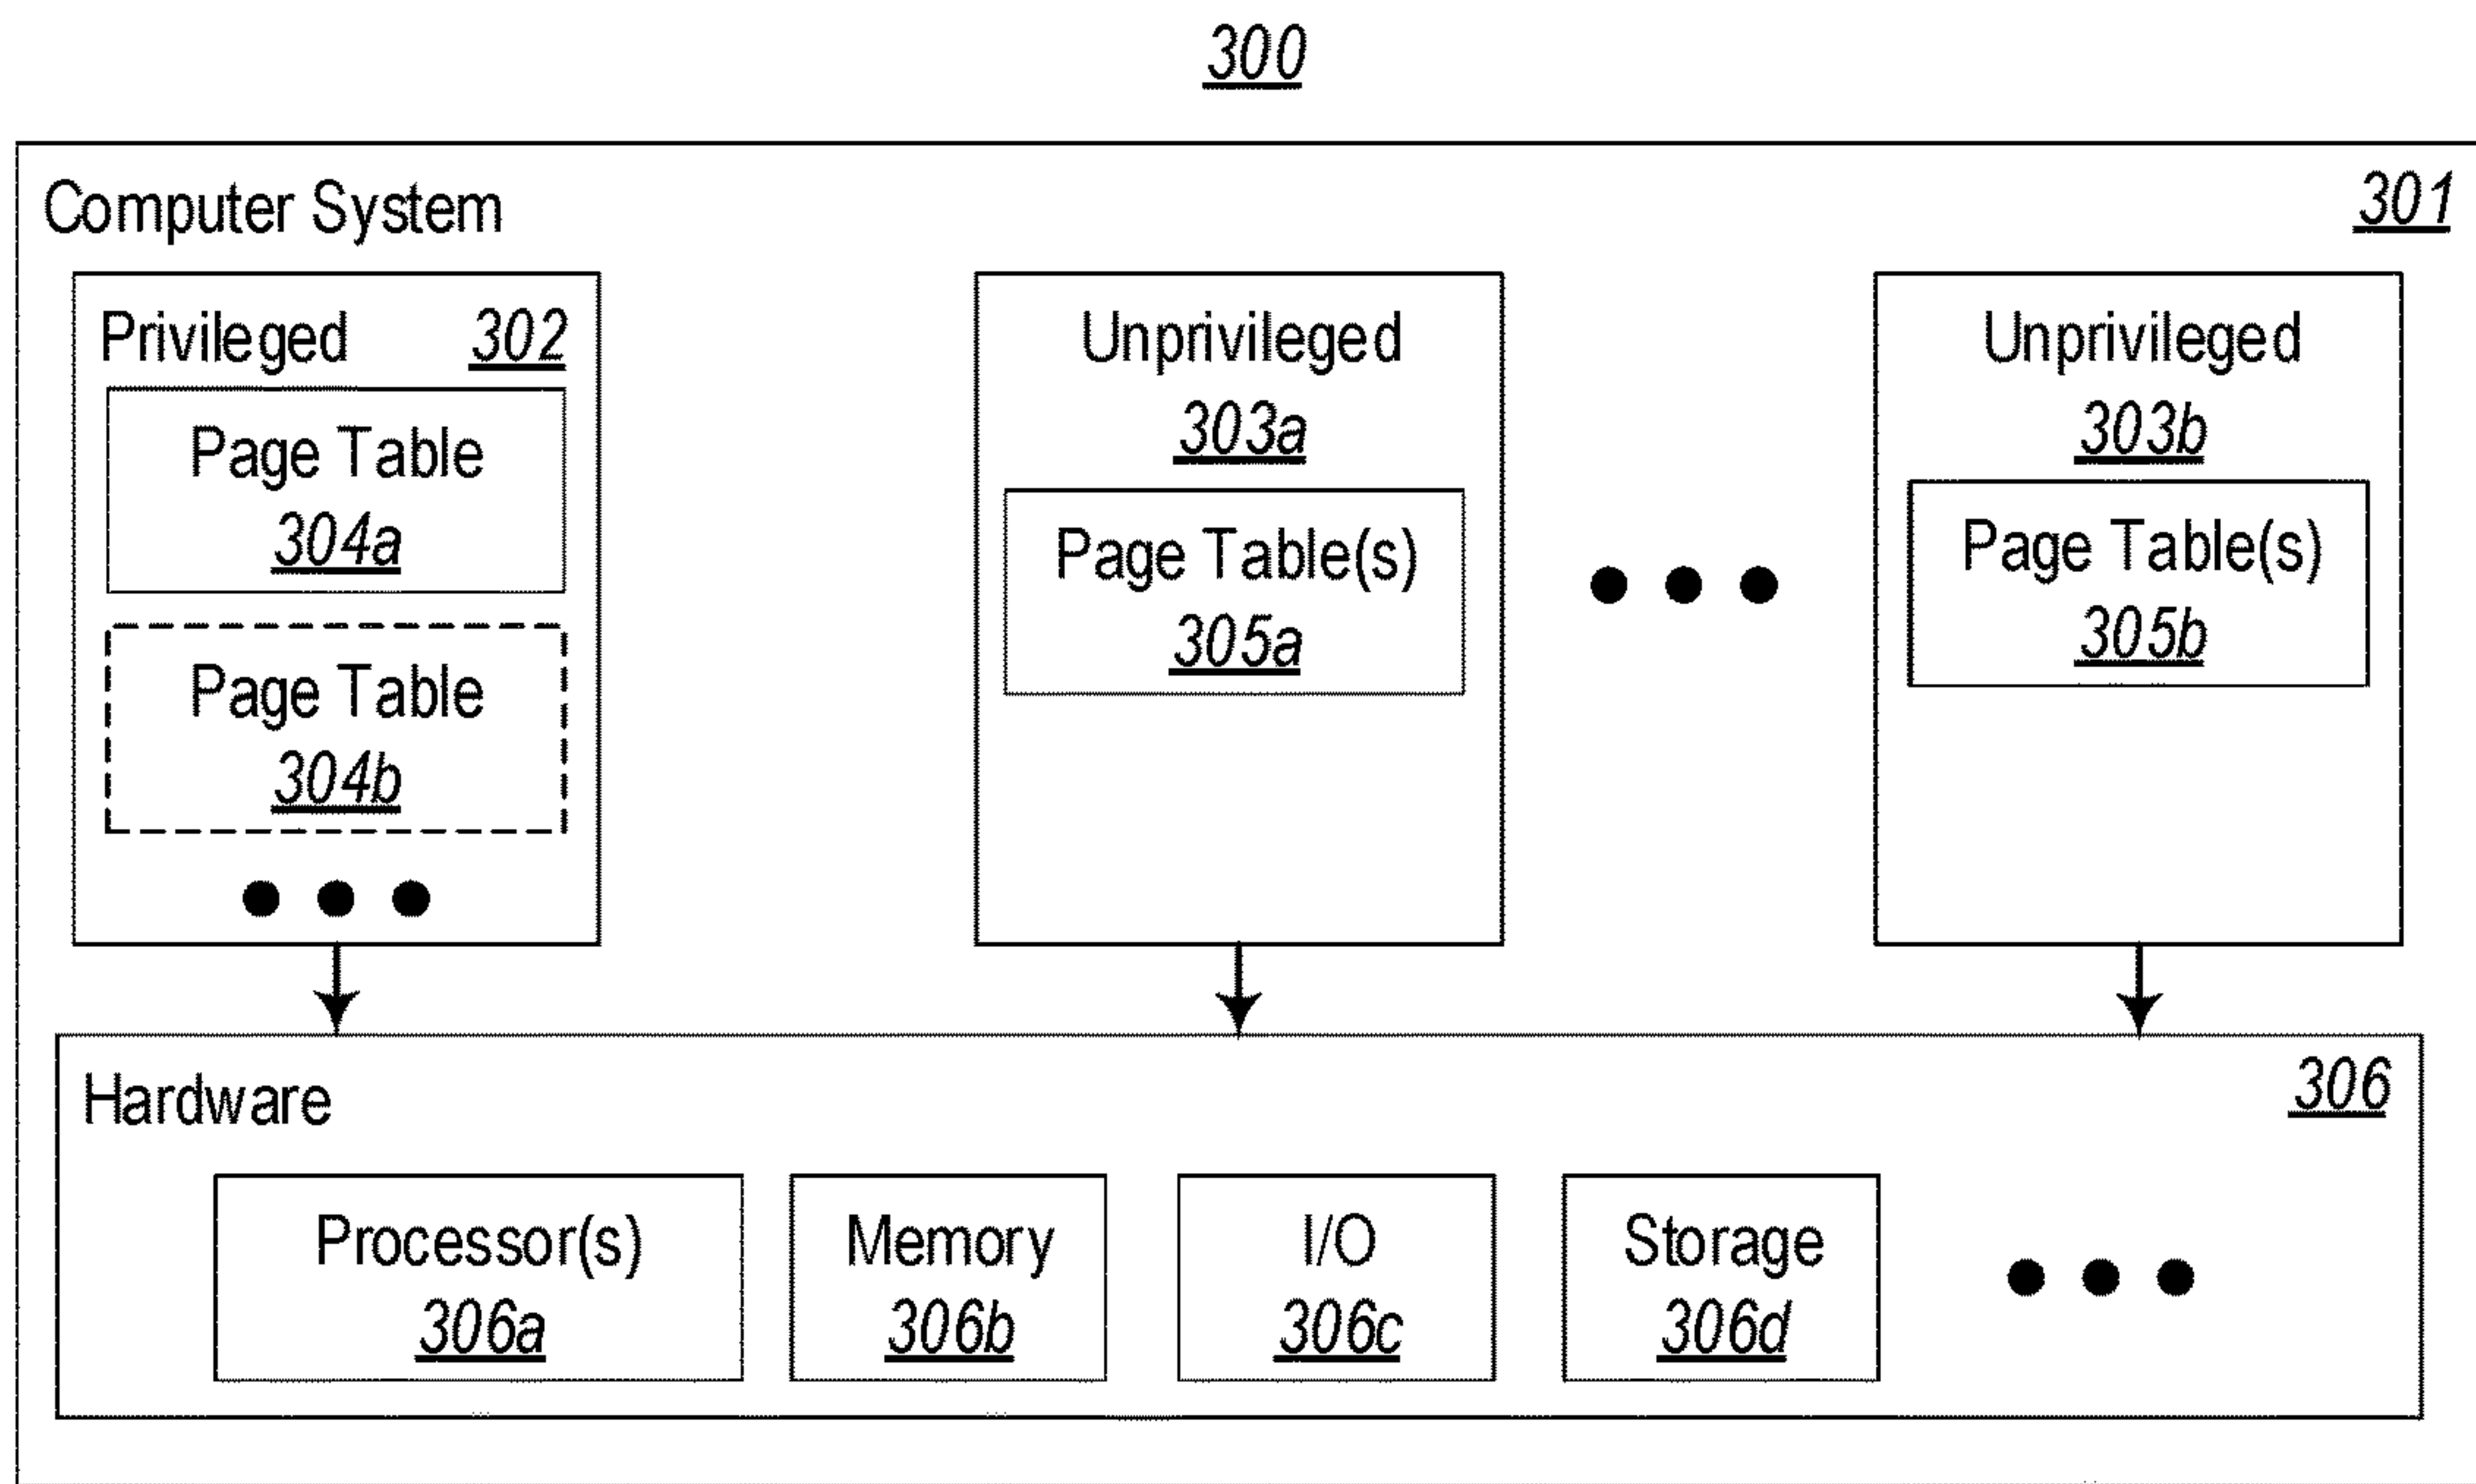 300
Computer System 301
Privileged 302
Page Table
304a
Page Table
304b
Unprivileged
303a
Page Table(s)
305a
Unprivileged
303b
Page Table(s)
305b
Hardware 306
Processor(s)
306a
Memory
306b
I/O
306c
Storage
306d